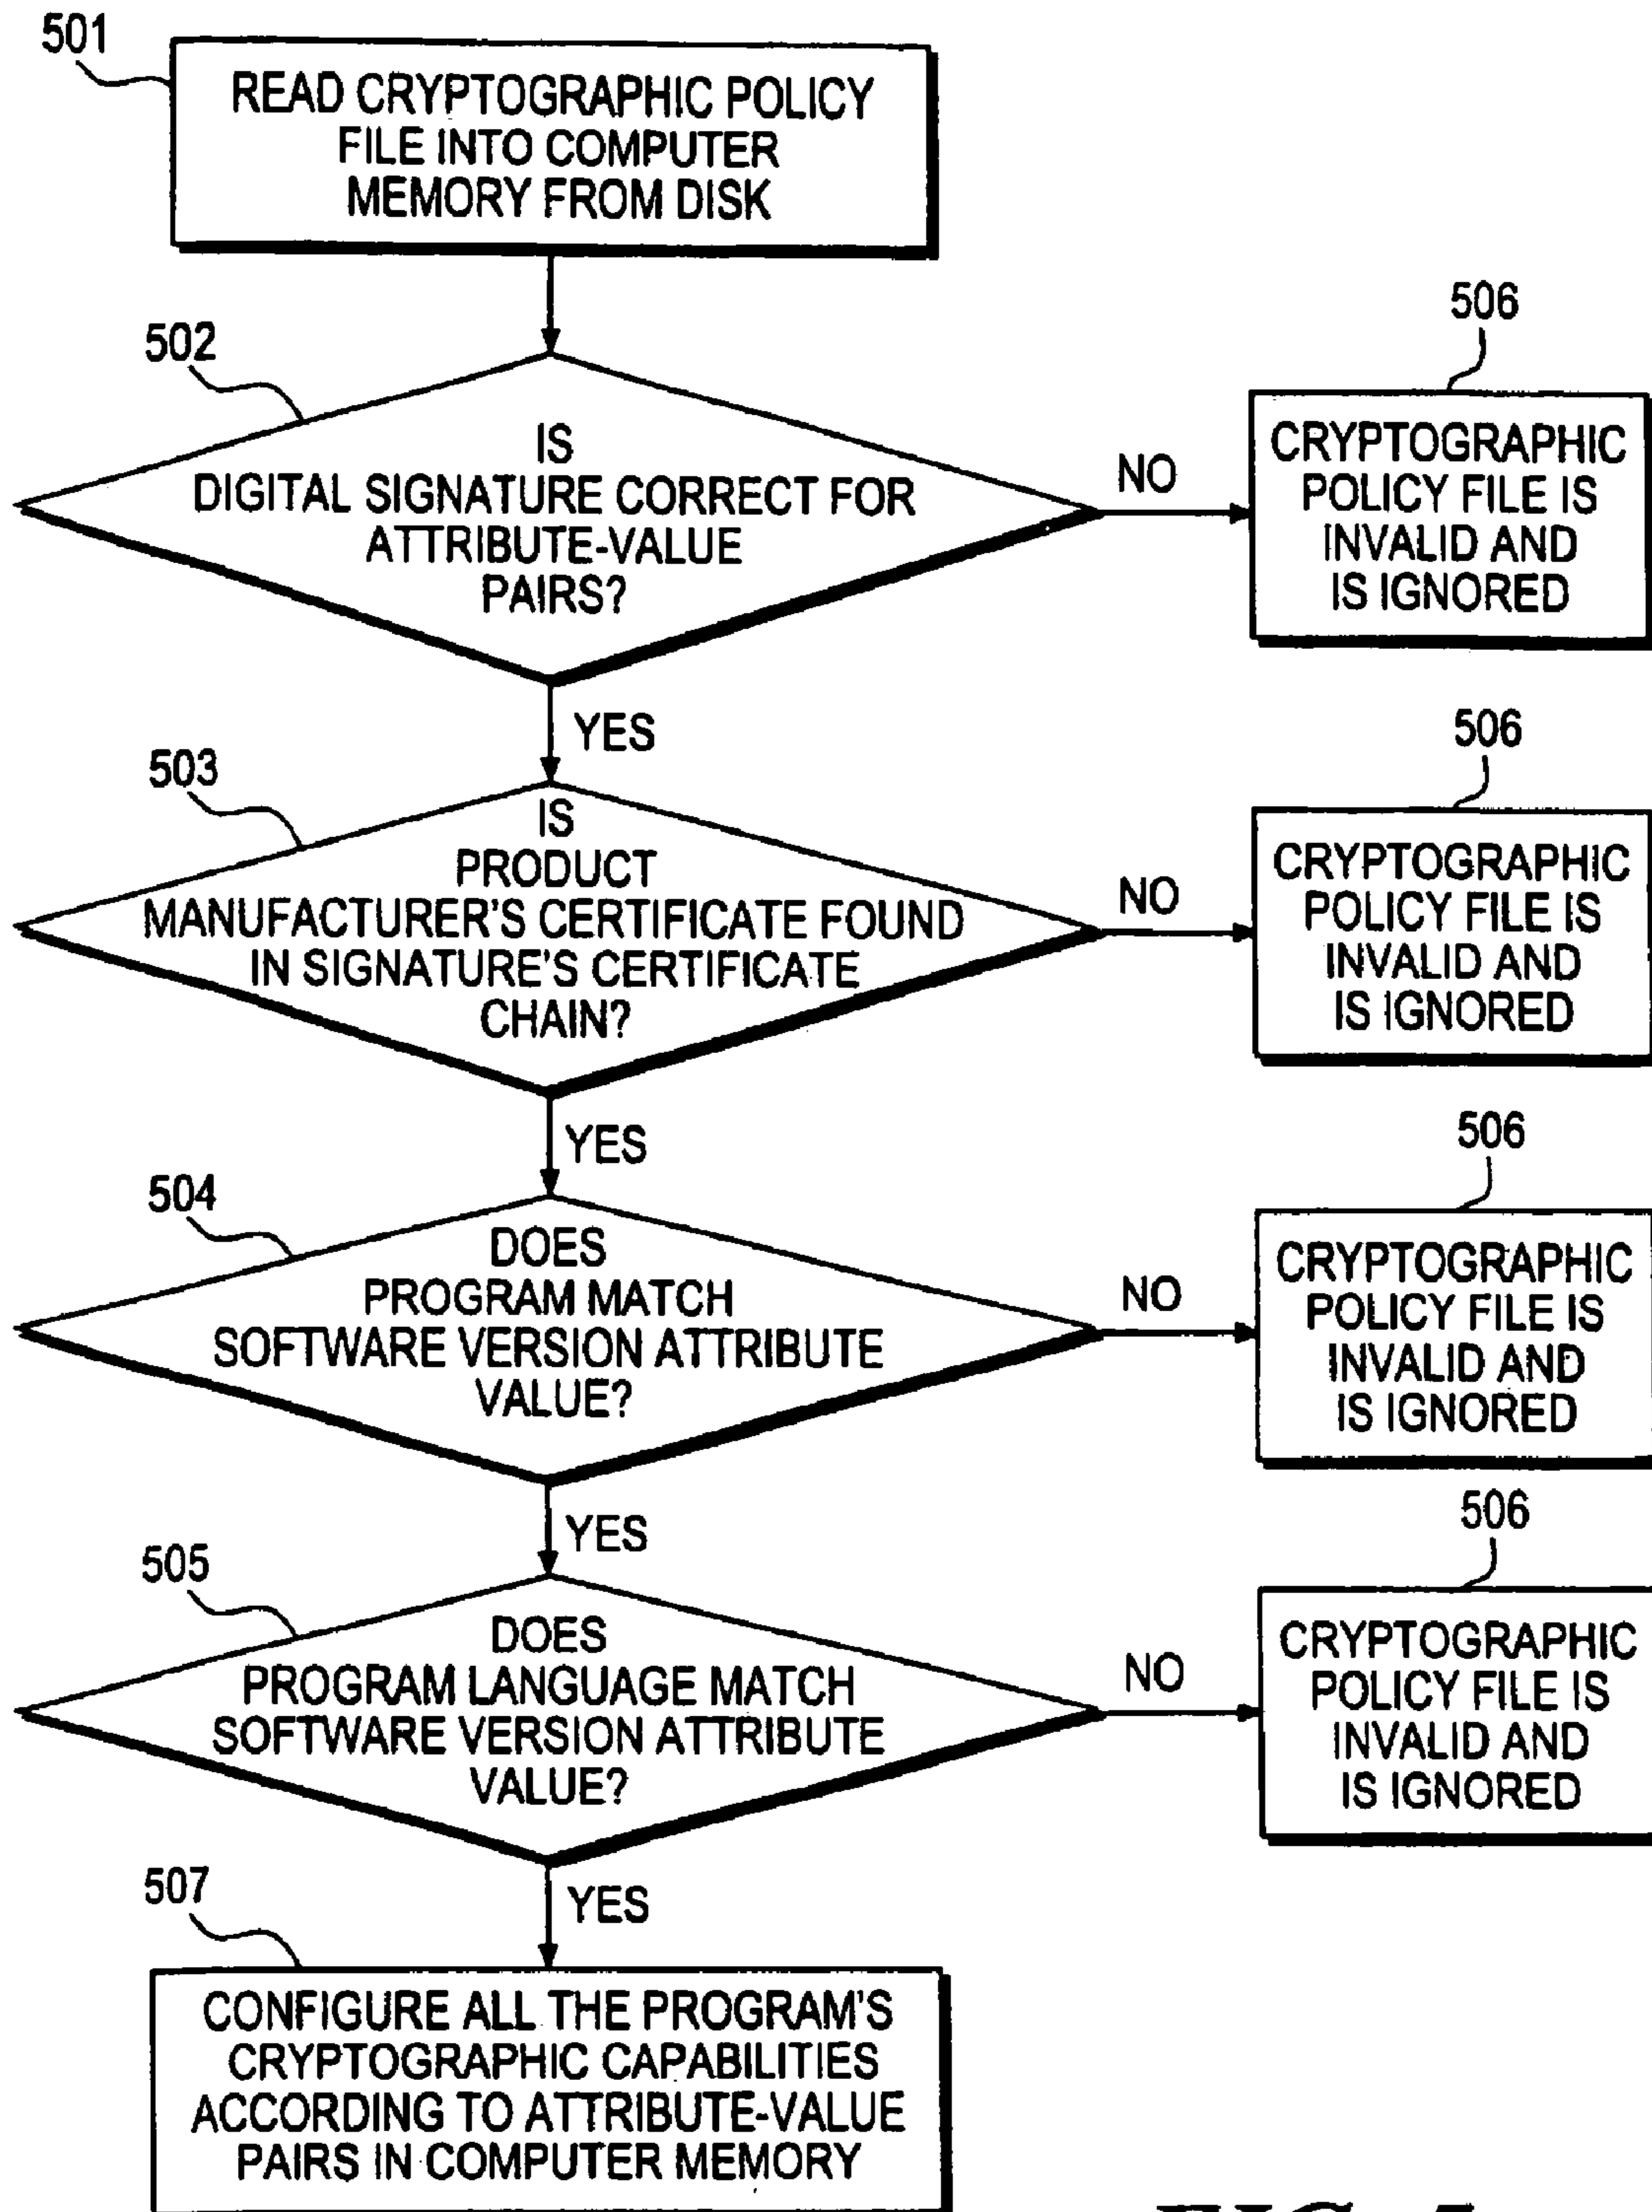 501
READ CRYPTOGRAPHIC POLICY
FILE INTO COMPUTER
MEMORY FROM DISK
502
IS
DIGITAL SIGNATURE CORRECT FOR
ATTRIBUTE-VALUE
PAIRS?
NO
506
CRYPTOGRAPHIC
POLICY FILE IS
INVALID AND
IS IGNORED
YES
503
IS
PRODUCT
MANUFACTURER'S CERTIFICATE FOUND
IN SIGNATURE'S CERTIFICATE
CHAIN?
NO
506
CRYPTOGRAPHIC
POLICY FILE IS
INVALID AND
IS IGNORED
YES
504
DOES
PROGRAM MATCH
SOFTWARE VERSION ATTRIBUTE
VALUE?
NO
506
CRYPTOGRAPHIC
POLICY FILE IS
INVALID AND
IS IGNORED
YES
505
DOES
PROGRAM LANGUAGE MATCH
SOFTWARE VERSION ATTRIBUTE
VALUE?
NO
506
CRYPTOGRAPHIC
POLICY FILE IS
INVALID AND
IS IGNORED
YES
507
CONFIGURE ALL THE PROGRAM'S
CRYPTOGRAPHIC CAPABILITIES
ACCORDING TO ATTRIBUTE-VALUE
PAIRS IN COMPUTER MEMORY